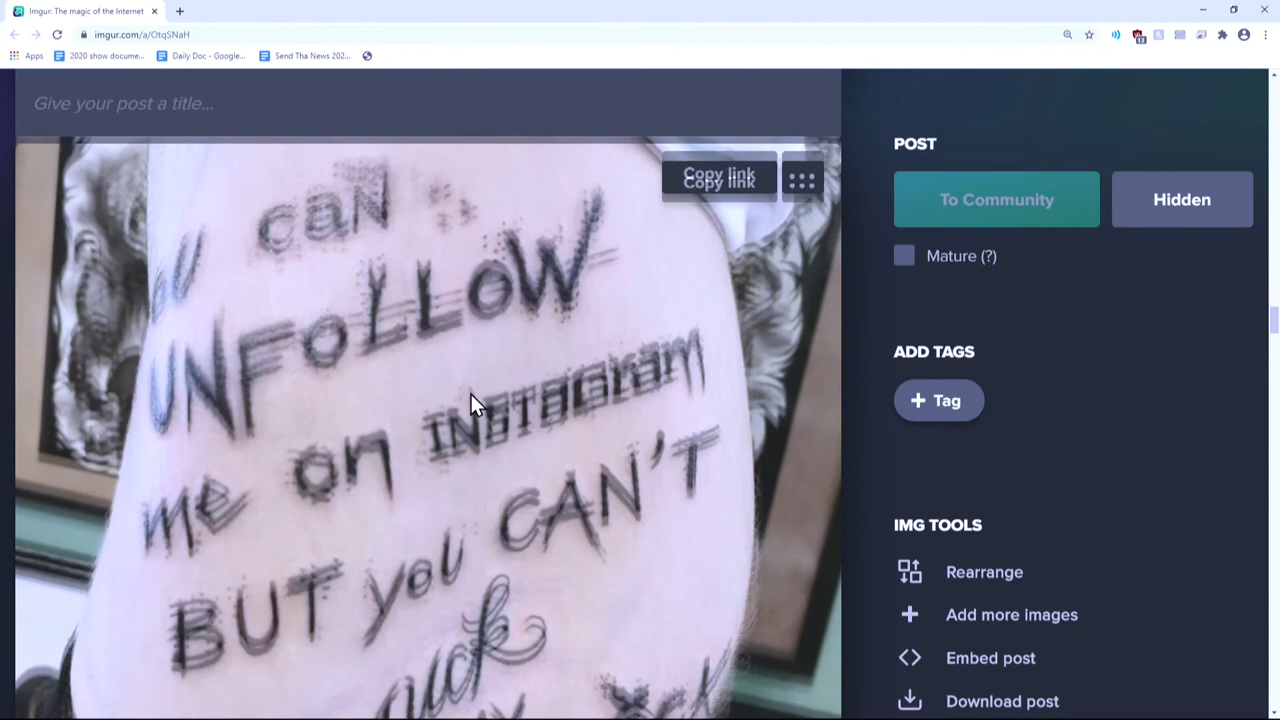 Imgur: The magic of the Internet
imgur.com/a/OtqSNaH
Apps
2020 show docume...
Daily Doc - Google...
Send Tha News 202...
Give your post a title...
Copy link
Copy link
can
UNFOLLOW
me on INSTAGram
BUT you CAN'T
POST
To Community
Hidden
Mature (?)
ADD TAGS
+ Tag
IMG TOOLS
Rearrange
Add more images
Embed post
Download post